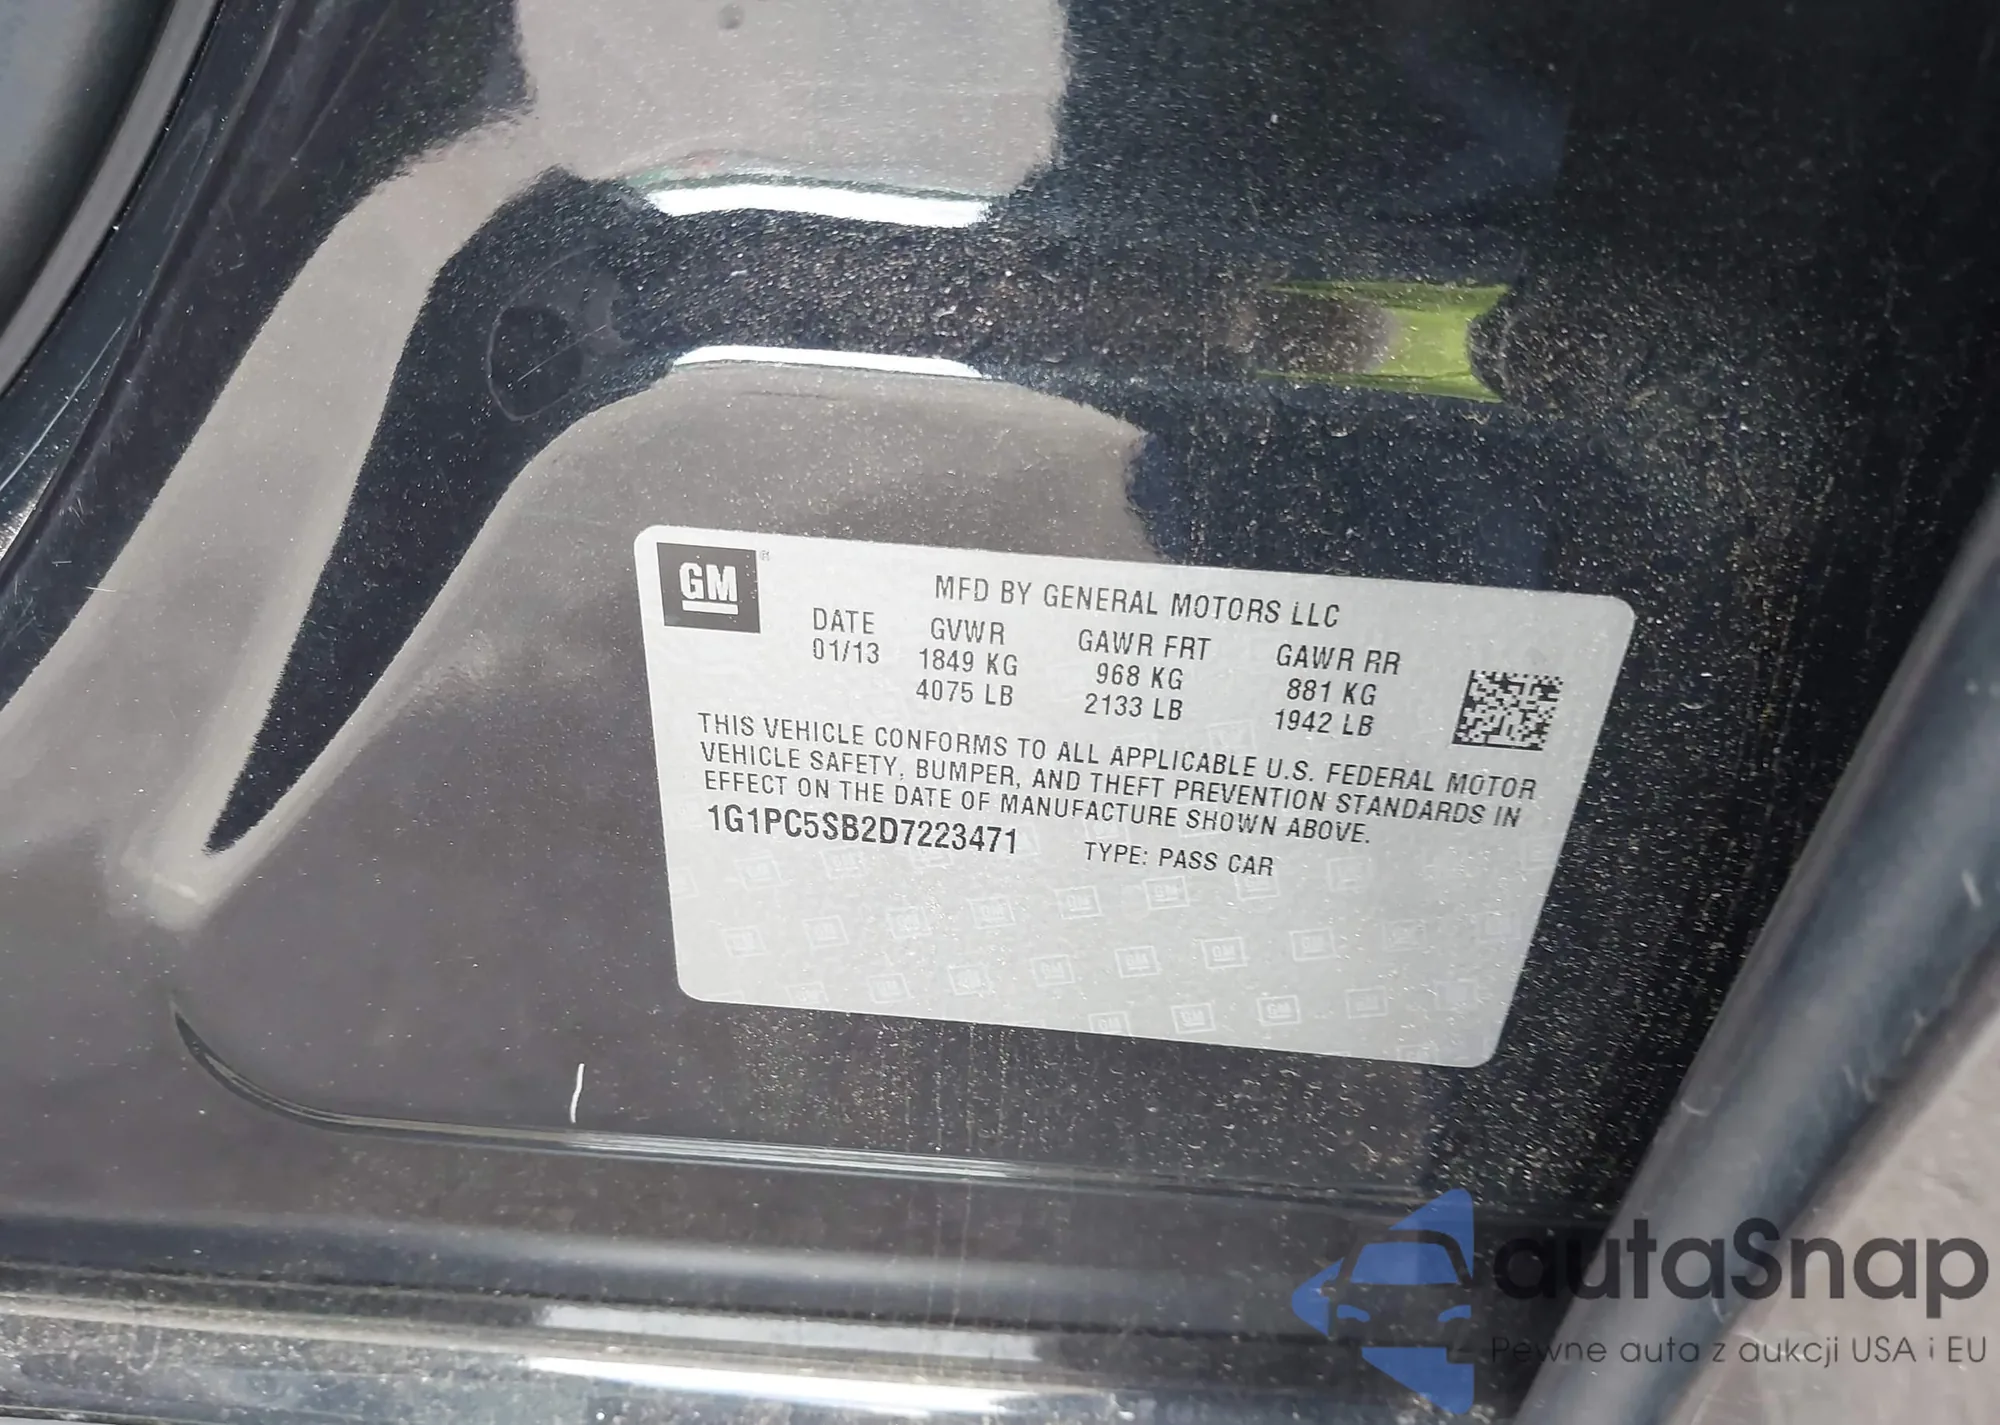 GM ®
MFD BY GENERAL MOTORS LLC
DATE GVWR GAWR FRT GAWR RR
01/13 1849 KG 968 KG 881 KG
4075 LB 2133 LB 1942 LB
THIS VEHICLE CONFORMS TO ALL APPLICABLE U.S. FEDERAL MOTOR
VEHICLE SAFETY, BUMPER, AND THEFT PREVENTION STANDARDS IN
EFFECT ON THE DATE OF MANUFACTURE SHOWN ABOVE.
1G1PC5SB2D7223471 TYPE: PASS CAR
autaSnap
Pewne auta z aukcji USA i EU